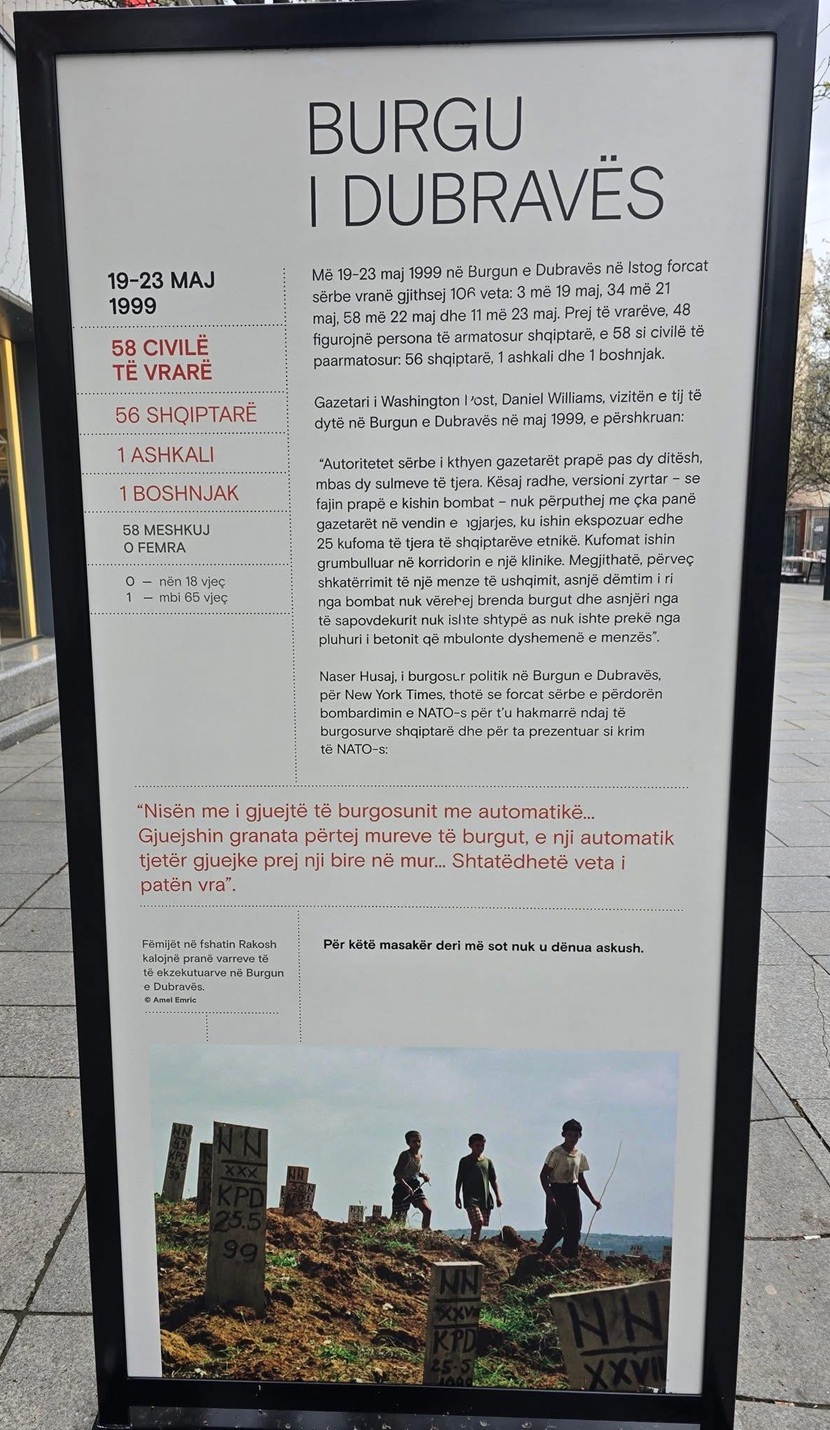 BURGU
I DUBRAVËS
19–23 MAJ
1999
58 CIVILË
TË VRARË
56 SHQIPTARË
1 ASHKALI
1 BOSHNJAK
58 MESHKUJ
0 FEMRA
0 — nën 18 vjeç
1 — mbi 65 vjeç
Më 19–23 maj 1999 në Burgun e Dubravës në Istog forcat
sërbe vranë gjithsej 106 veta: 3 më 19 maj, 34 më 21
maj, 58 më 22 maj dhe 11 më 23 maj. Prej të vrarëve, 48
figurojnë persona të armatosur shqiptarë, e 58 si civilë të
paarmatosur: 56 shqiptarë, 1 ashkali dhe 1 boshnjak.
Gazetari i Washington Post, Daniel Williams, vizitën e tij të
dytë në Burgun e Dubravës në maj 1999, e përshkruan:
“Autoritetet sërbe i kthyen gazetarët prapë pas dy ditësh,
mbas dy sulmeve të tjera. Kësaj radhe, versioni zyrtar – se
fajin prapë e kishin bombat – nuk përputhej me çka panë
gazetarët në vendin e ngjarjes, ku ishin ekspozuar edhe
25 kufoma të tjera të shqiptarëve etnikë. Kufomat ishin
grumbulluar në korridorin e një klinike. Megjithatë, përveç
shkatërrimit të një menze të ushqimit, asnjë dëmtim i ri
nga bombat nuk vërehej brenda burgut dhe asnjëri nga
të sapovdekurit nuk ishte shtypë as nuk ishte prekë nga
pluhuri i betonit që mbulonte dyshemenë e menzës”.
Naser Husaj, i burgosur politik në Burgun e Dubravës,
për New York Times, thotë se forcat sërbe e përdorën
bombardimin e NATO-s për t’u hakmarrë ndaj të
burgosurve shqiptarë dhe për ta prezentuar si krim
të NATO-s:
“Nisën me i gjuejtë të burgosunit me automatikë...
Gjuejshin granata përtej mureve të burgut, e nji automatik
tjetër gjuejke prej nji bire në mur... Shtatëdhetë veta i
patën vra”.
Fëmijët në fshatin Rakosh
kalojnë pranë varreve të
të ekzekutuarve në Burgun
e Dubravës.
© Amel Emric
Për këtë masakër deri më sot nuk u dënua askush.
NN
XXX
KPD
25.5
99
NN
KPD
25.5
NN
XXVII